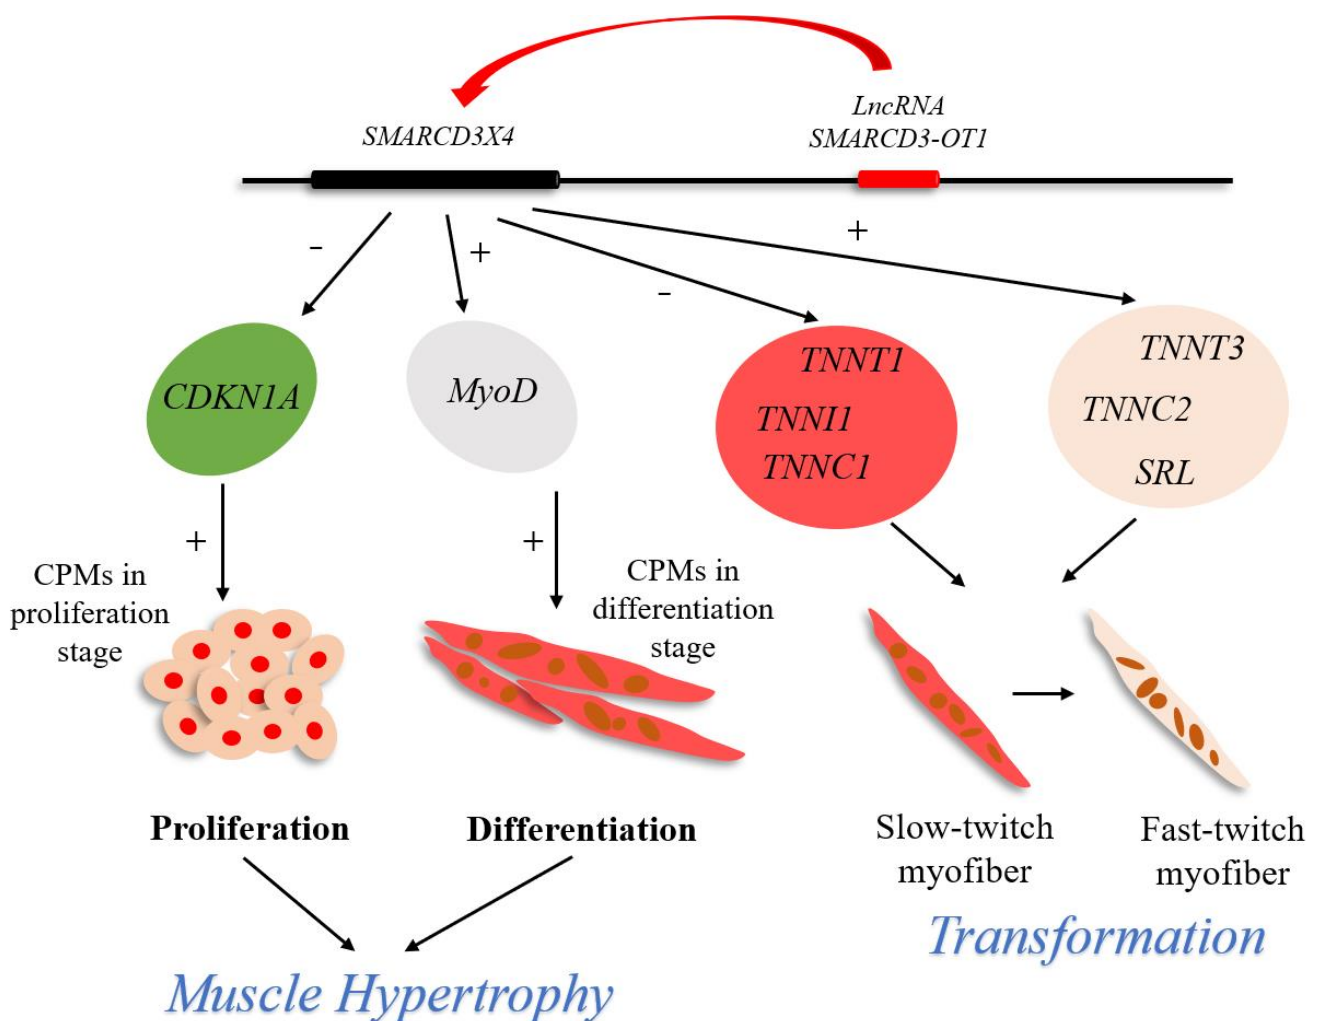 LncRNA
SMARCD3-OT1
SMARCD3X4
-
+
-
+
CDKN1A
MyoD
TNNT1
TNNI1
TNNC1
TNNT3
TNNC2
SRL
+
CPMs in
proliferation
stage
+
CPMs in
differentiation
stage
Proliferation
Differentiation
Slow-twitch
myofiber
Fast-twitch
myofiber
Transformation
Muscle Hypertrophy